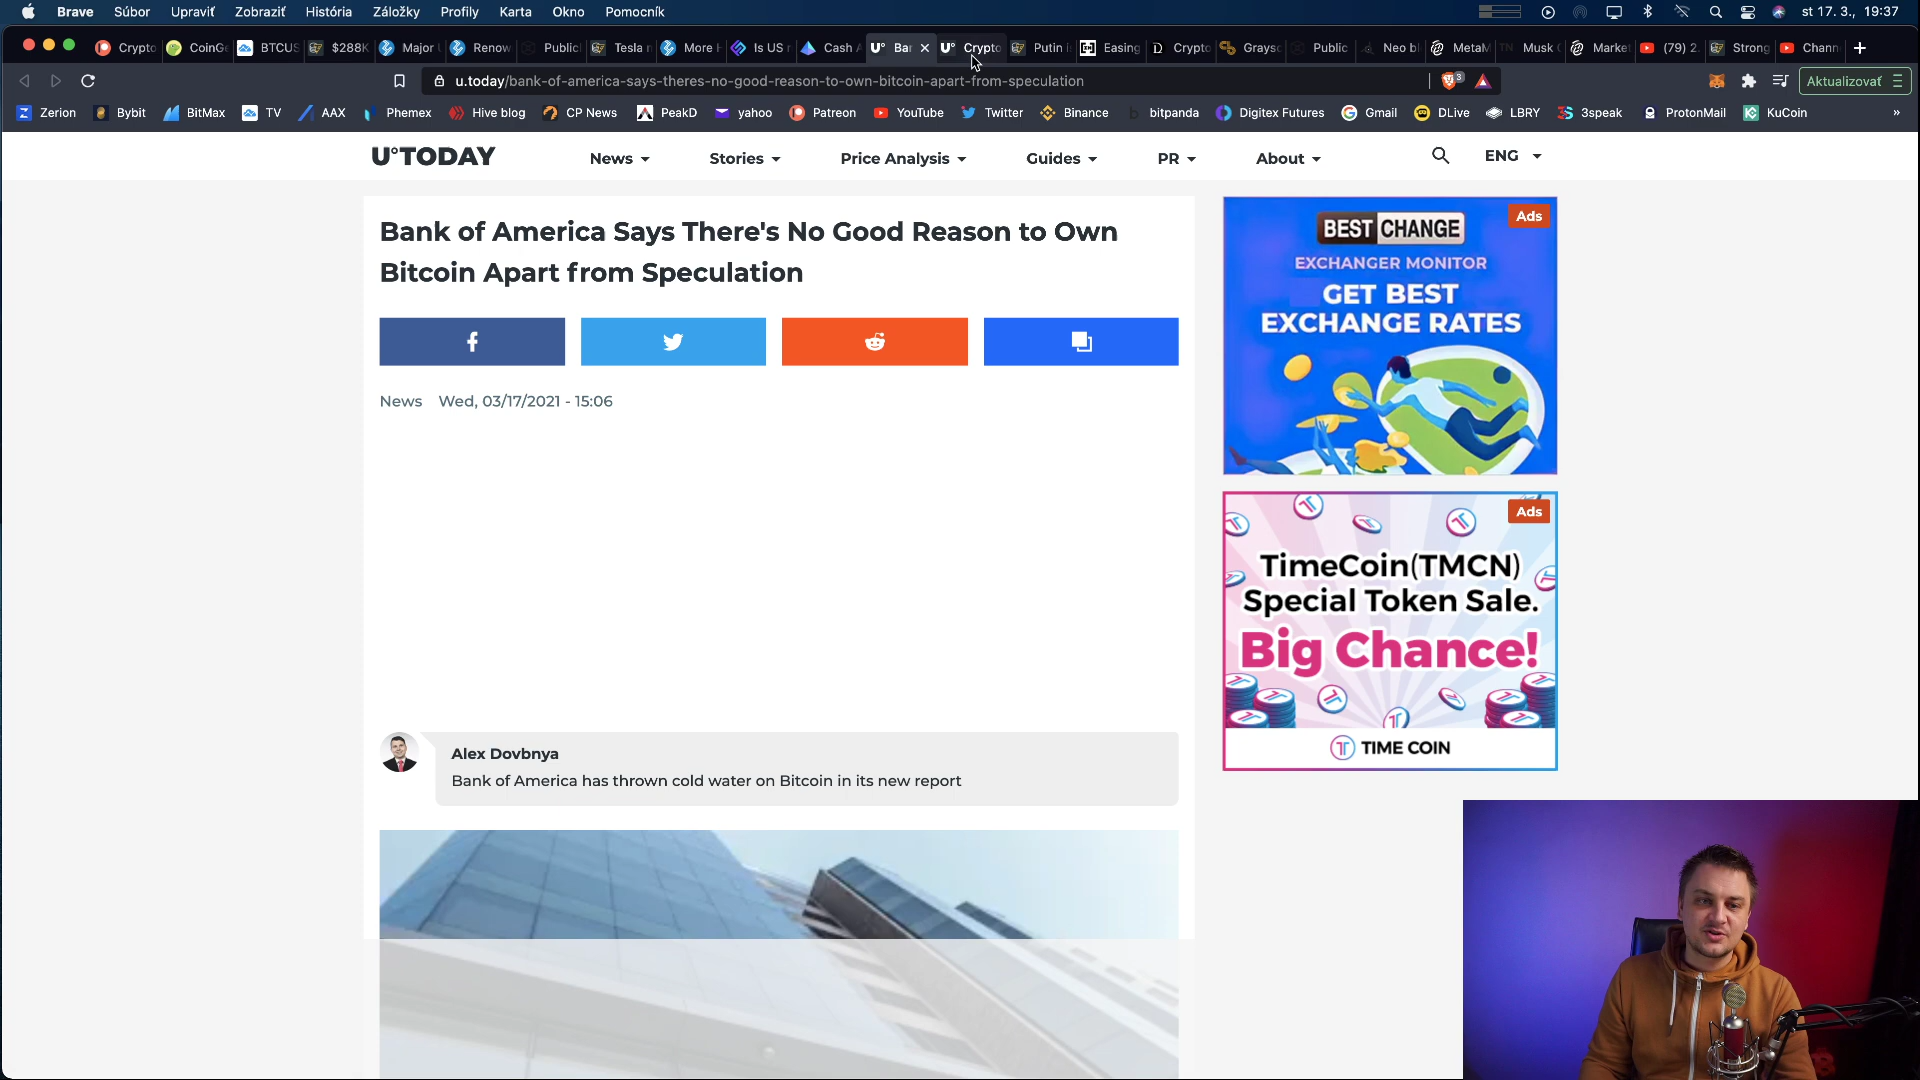 Brave Súbor Upraviť Zobraziť História Záložky Profily Karta Okno Pomocník st 17. 3., 19:37
Crypto CoinGe BTCUS $288K Major Renow Public Tesla n More H Is US r Cash A Ba Crypto Putin i Easing Crypto Graysc Public Neo bl MetaM Musk Market (79) 2. Strong Chann
u.today/bank-of-america-says-theres-no-good-reason-to-own-bitcoin-apart-from-speculation 3 Aktualizovať
Zerion Bybit BitMax TV AAX Phemex Hive blog CP News PeakD yahoo Patreon YouTube Twitter Binance bitpanda Digitex Futures Gmail DLive LBRY 3speak ProtonMail KuCoin »
U°TODAY News Stories Price Analysis Guides PR About ENG
Bank of America Says There's No Good Reason to Own
Bitcoin Apart from Speculation
News Wed, 03/17/2021 - 15:06
Alex Dovbnya
Bank of America has thrown cold water on Bitcoin in its new report
Ads
BEST CHANGE
EXCHANGER MONITOR
GET BEST
EXCHANGE RATES
Ads
TimeCoin(TMCN)
Special Token Sale.
Big Chance!
TIME COIN